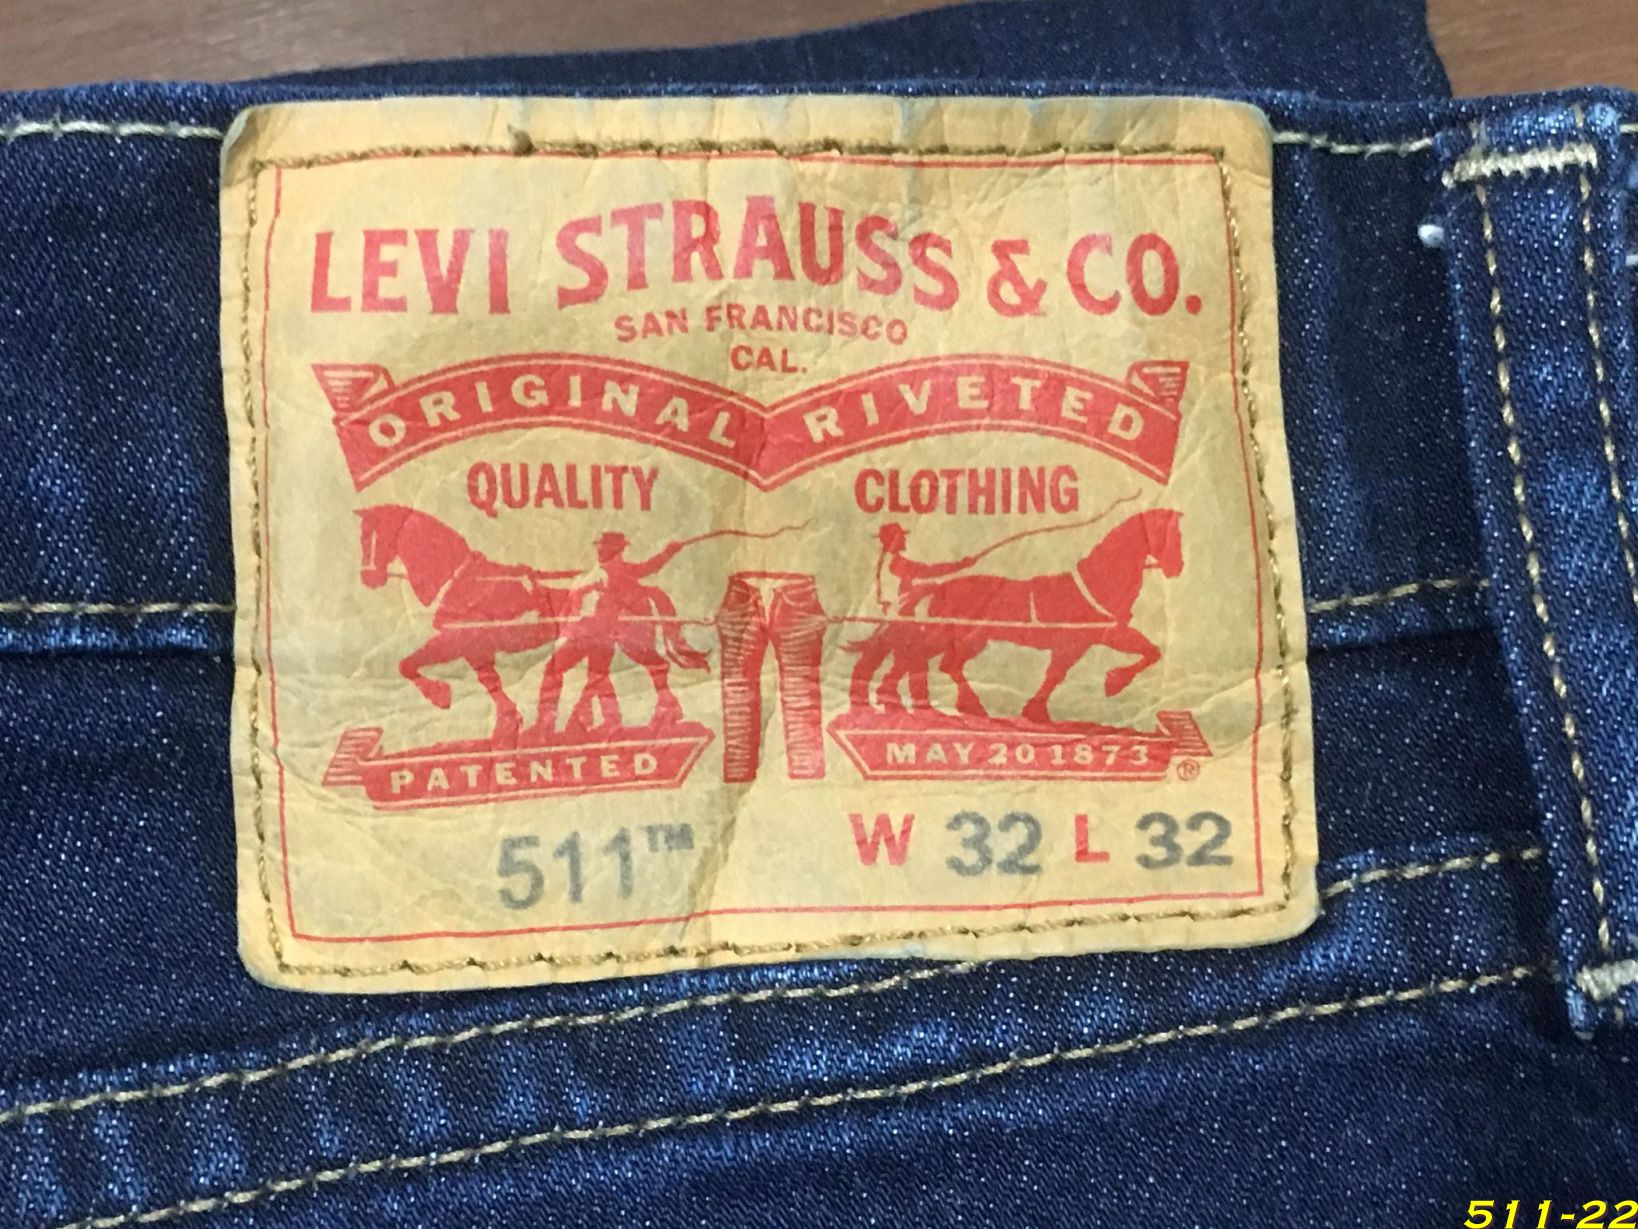 LEVI STRAUSS & CO.
SAN FRANCISCO
CAL.
ORIGINAL RIVETED
QUALITY CLOTHING
PATENTED MAY 20 1873 ®
511™ W 32 L 32
511-22